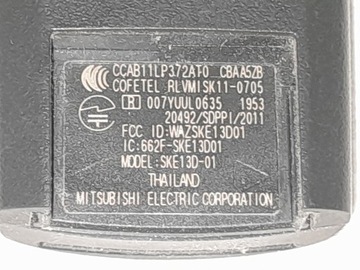 CCAB11LP372AT0 CBAA5ZB
COFETEL RLVMISK11-0705
R 007YUUL0635 1953
20492/SDPPI/2011
FCC ID:WAZSKE13D01
IC:662F-SKE13D01
MODEL:SKE13D-01
THAILAND
MITSUBISHI ELECTRIC CORPORATION